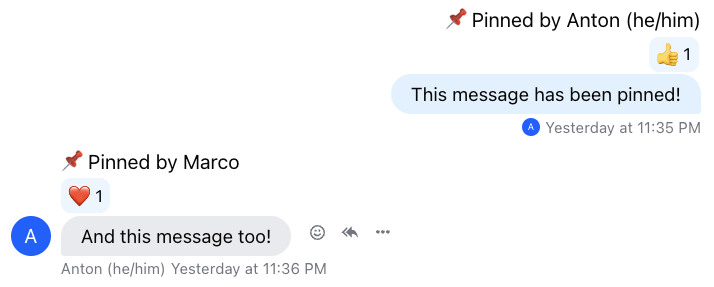 📌 Pinned by Anton (he/him)
👍 1
This message has been pinned!
A Yesterday at 11:35 PM
📌 Pinned by Marco
❤️ 1
A And this message too!
Anton (he/him) Yesterday at 11:36 PM